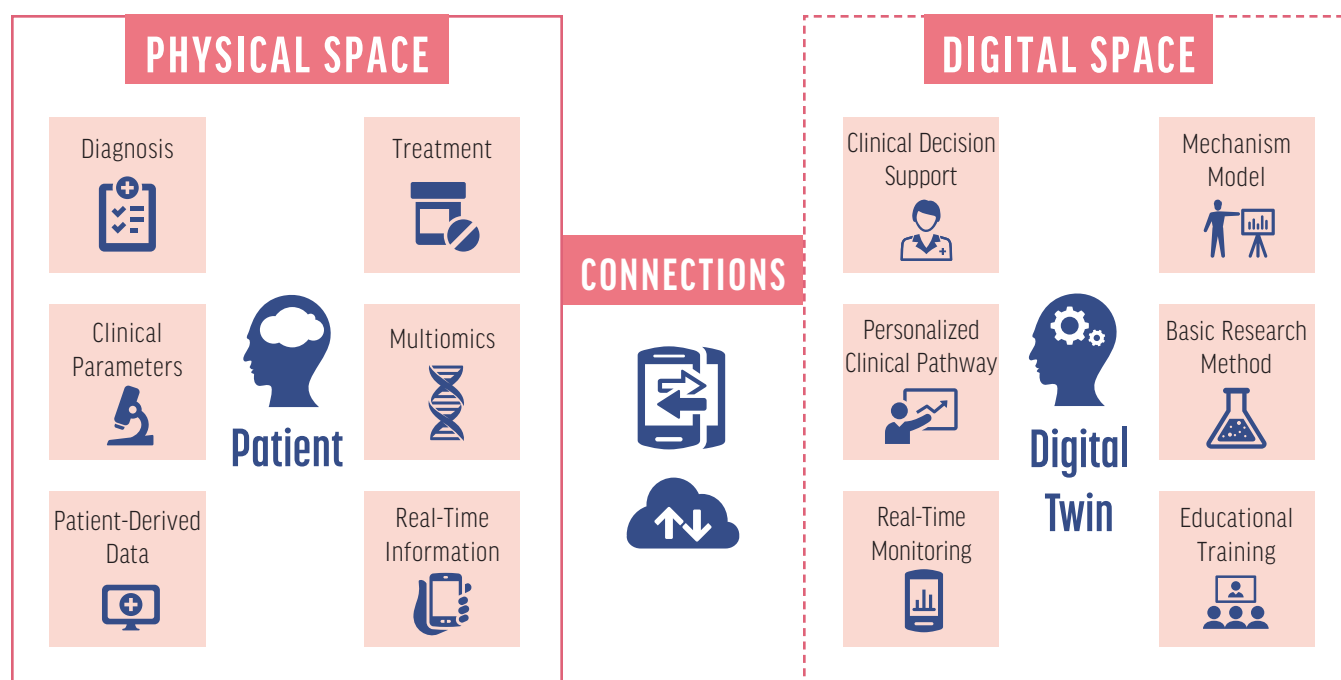 PHYSICAL SPACE
Diagnosis
Treatment
Clinical
Parameters
Multiomics
Patient
Patient-Derived
Data
Real-Time
Information
CONNECTIONS
DIGITAL SPACE
Clinical Decision
Support
Mechanism
Model
Personalized
Clinical Pathway
Basic Research
Method
Digital
Twin
Real-Time
Monitoring
Educational
Training